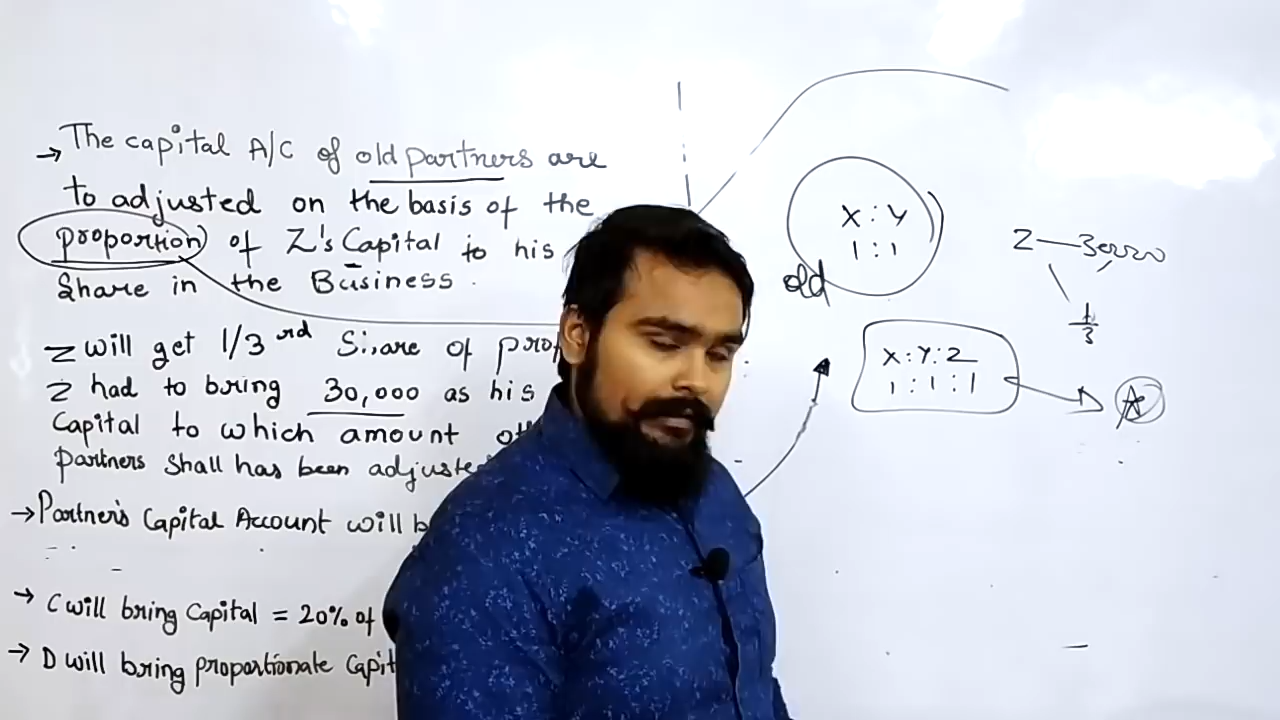 → The capital A/C of old partners are
to adjusted on the basis of the
proportion of Z's Capital to his
Share in the Business.
Z will get 1/3 rd Share of
Z had to bring 30,000 as his
Capital to which amount
partners Shall has been
→ Partner's Capital Account will
→ C will bring Capital = 20% of
→ D will bring proportionate
X : Y
1 : 1
old
Z
1/3
X : Y : Z
1 : 1 : 1